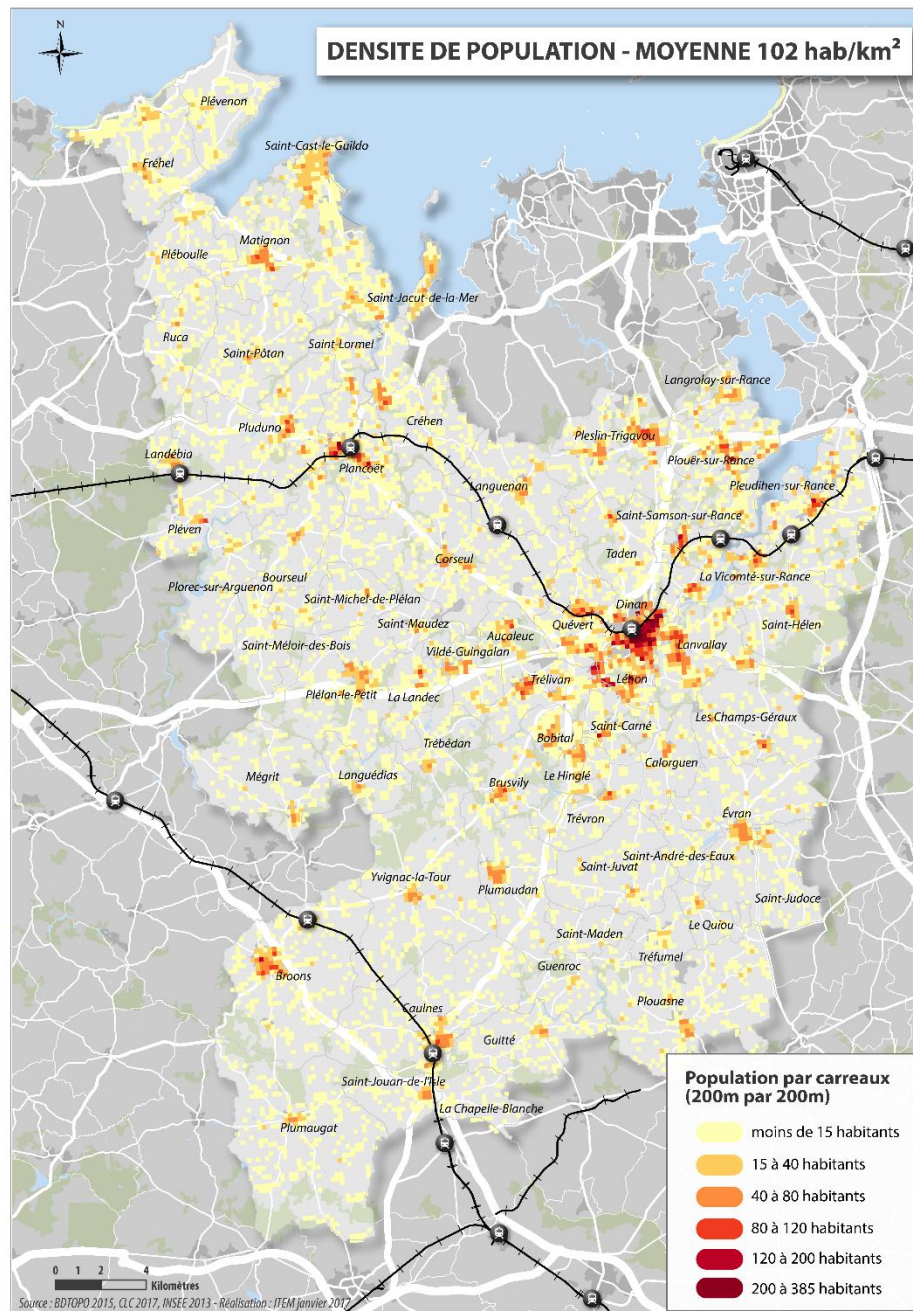 N
DENSITE DE POPULATION - MOYENNE 102 hab/km²
Plévenon
Saint-Cast-le-Guildo
Fréhel
Matignon
Pléboulle
Saint-Jacut-de-la-Mer
Ruca
Saint-Lormel
Saint-Pôtan
Langrolay-sur-Rance
Créhen
Pluduno
Pleslin-Trigavou
Landébia
Plouër-sur-Rance
Plancoët
Pleudihen-sur-Rance
Languenan
Saint-Samson-sur-Rance
Pléven
Taden
Corseul
La Vicomté-sur-Rance
Bourseul
Plorec-sur-Arguenon
Saint-Michel-de-Plélan
Dinan
Saint-Maudez
Quévert
Saint-Hélen
Aucaleuc
Saint-Méloir-des-Bois
Lanvallay
Vildé-Guingalan
Léhon
Trélivan
Plélan-le-Petit
La Landec
Les Champs-Géraux
Saint-Carné
Bobital
Trébédan
Calorguen
Mégrit
Languédias
Le Hinglé
Brusvily
Évran
Trévron
Saint-André-des-Eaux
Saint-Juvat
Yvignac-la-Tour
Plumaudan
Saint-Judoce
Le Quiou
Saint-Maden
Tréfumel
Guenroc
Broons
Plouasne
Caulnes
Guitté
Saint-Jouan-de-l'Isle
La Chapelle-Blanche
Plumaugat
Population par carreaux
(200m par 200m)
moins de 15 habitants
15 à 40 habitants
40 à 80 habitants
80 à 120 habitants
120 à 200 habitants
200 à 385 habitants
0 1 2 4
Kilomètres
Source : BDTOPO 2015, CLC 2017, INSEE 2013 - Réalisation : ITEM janvier 2017